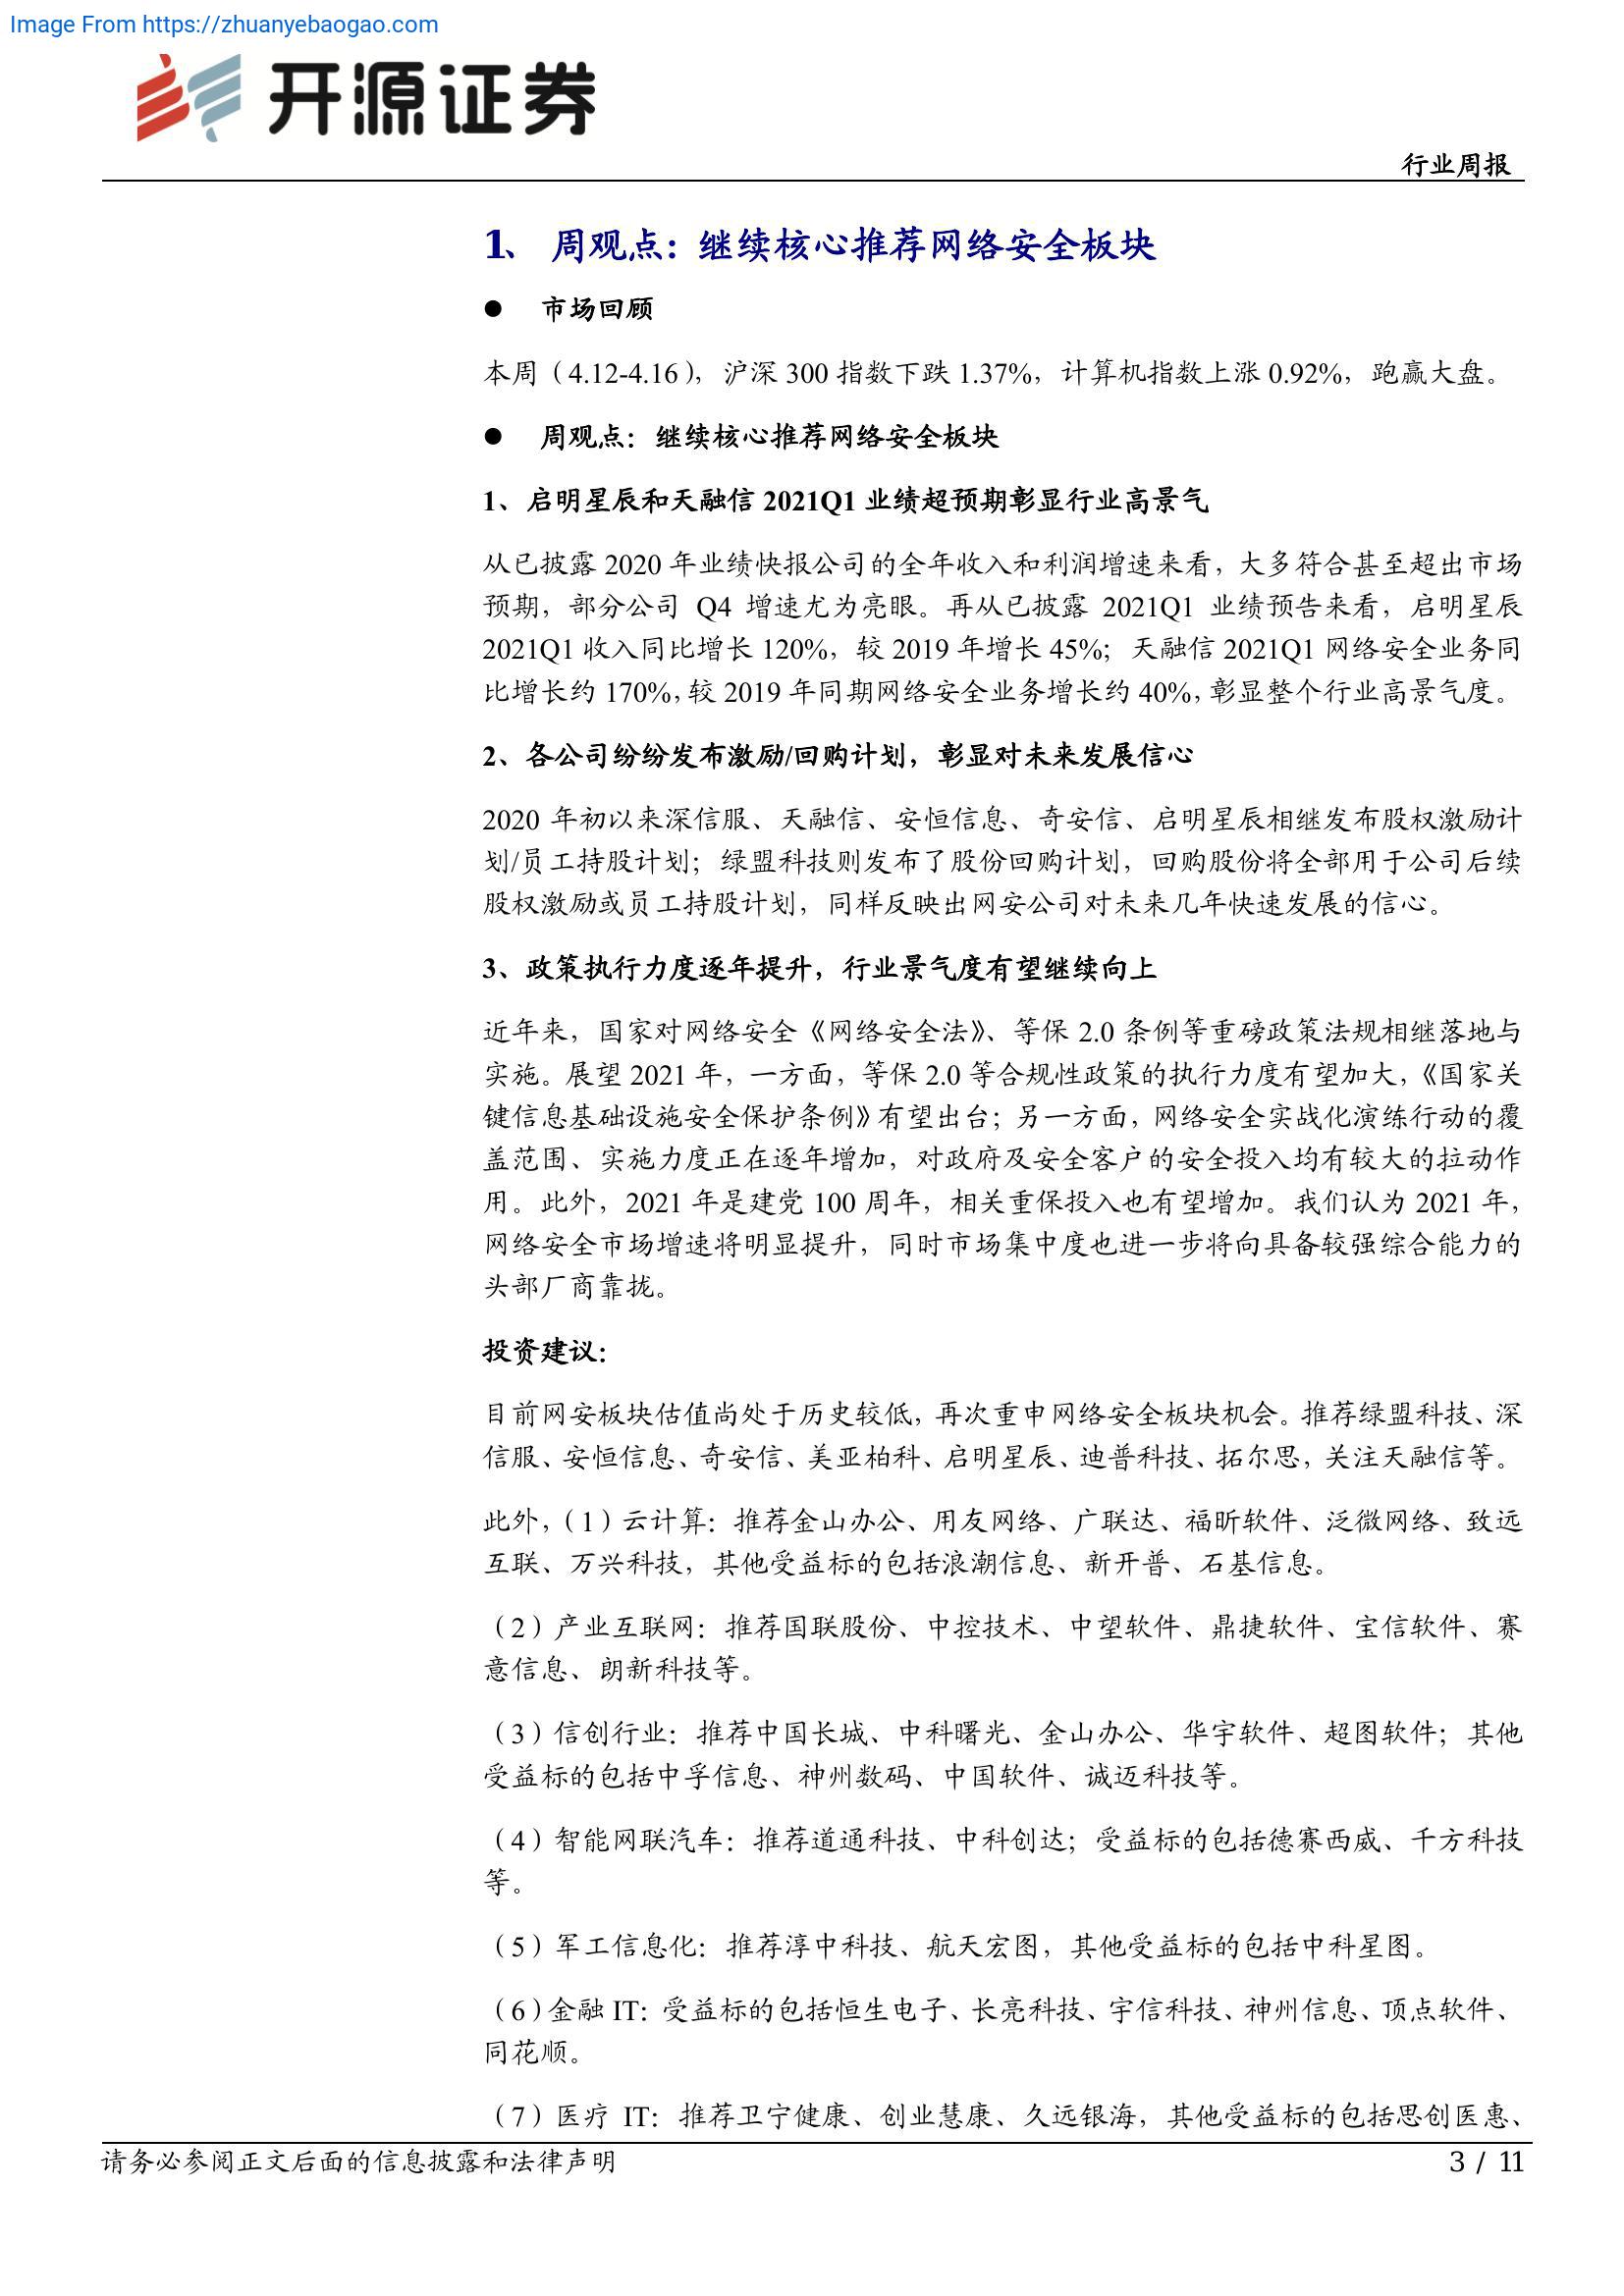 Image From https://zhuanyebaogao.com
开源证券
行业周报
1、 周观点：继续核心推荐网络安全板块
● 市场回顾
本周（4.12-4.16），沪深 300 指数下跌 1.37%，计算机指数上涨 0.92%，跑赢大盘。
● 周观点：继续核心推荐网络安全板块
1、启明星辰和天融信 2021Q1 业绩超预期彰显行业高景气
从已披露 2020 年业绩快报公司的全年收入和利润增速来看，大多符合甚至超出市场
预期，部分公司 Q4 增速尤为亮眼。再从已披露 2021Q1 业绩预告来看，启明星辰
2021Q1 收入同比增长 120%，较 2019 年增长 45%；天融信 2021Q1 网络安全业务同
比增长约 170%，较 2019 年同期网络安全业务增长约 40%，彰显整个行业高景气度。
2、各公司纷纷发布激励/回购计划，彰显对未来发展信心
2020 年初以来深信服、天融信、安恒信息、奇安信、启明星辰相继发布股权激励计
划/员工持股计划；绿盟科技则发布了股份回购计划，回购股份将全部用于公司后续
股权激励或员工持股计划，同样反映出网安公司对未来几年快速发展的信心。
3、政策执行力度逐年提升，行业景气度有望继续向上
近年来，国家对网络安全《网络安全法》、等保 2.0 条例等重磅政策法规相继落地与
实施。展望 2021 年，一方面，等保 2.0 等合规性政策的执行力度有望加大，《国家关
键信息基础设施安全保护条例》有望出台；另一方面，网络安全实战化演练行动的覆
盖范围、实施力度正在逐年增加，对政府及安全客户的安全投入均有较大的拉动作
用。此外，2021 年是建党 100 周年，相关重保投入也有望增加。我们认为 2021 年，
网络安全市场增速将明显提升，同时市场集中度也进一步将向具备较强综合能力的
头部厂商靠拢。
投资建议：
目前网安板块估值尚处于历史较低，再次重申网络安全板块机会。推荐绿盟科技、深
信服、安恒信息、奇安信、美亚柏科、启明星辰、迪普科技、拓尔思，关注天融信等。
此外，（1）云计算：推荐金山办公、用友网络、广联达、福昕软件、泛微网络、致远
互联、万兴科技，其他受益标的包括浪潮信息、新开普、石基信息。
（2）产业互联网：推荐国联股份、中控技术、中望软件、鼎捷软件、宝信软件、赛
意信息、朗新科技等。
（3）信创行业：推荐中国长城、中科曙光、金山办公、华宇软件、超图软件；其他
受益标的包括中孚信息、神州数码、中国软件、诚迈科技等。
（4）智能网联汽车：推荐道通科技、中科创达；受益标的包括德赛西威、千方科技
等。
（5）军工信息化：推荐淳中科技、航天宏图，其他受益标的包括中科星图。
（6）金融 IT：受益标的包括恒生电子、长亮科技、宇信科技、神州信息、顶点软件、
同花顺。
（7）医疗 IT：推荐卫宁健康、创业慧康、久远银海，其他受益标的包括思创医惠、
请务必参阅正文后面的信息披露和法律声明
3 / 11